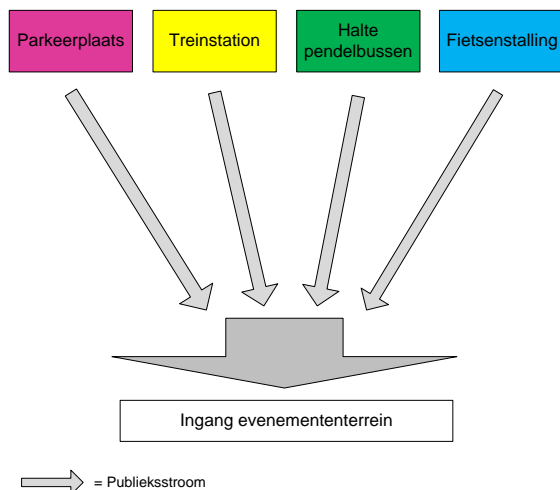 Parkeerplaats
Treinstation
Halte
pendelbussen
Fietsenstalling
Ingang evenemententerrein
= Publieksstroom